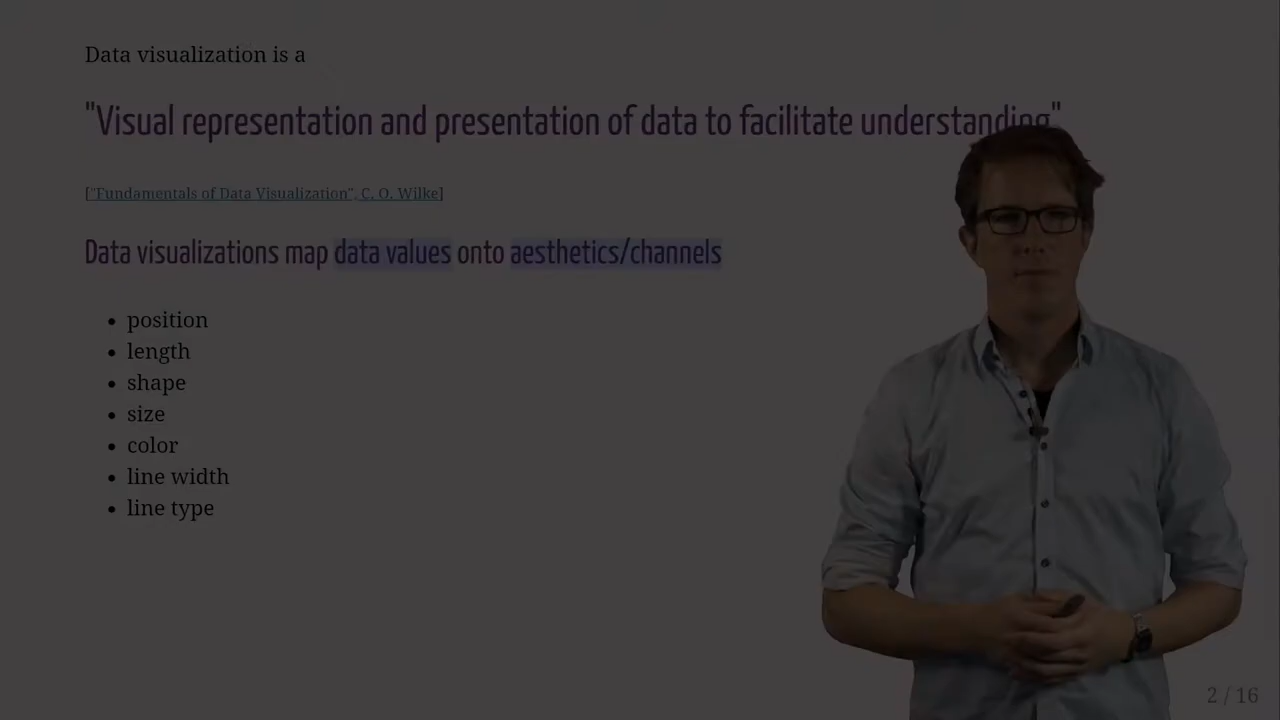 Data visualization is a
"Visual representation and presentation of data to facilitate understanding"
["Fundamentals of Data Visualization", C. O. Wilke]
Data visualizations map data values onto aesthetics/channels
• position
• length
• shape
• size
• color
• line width
• line type
2 / 16